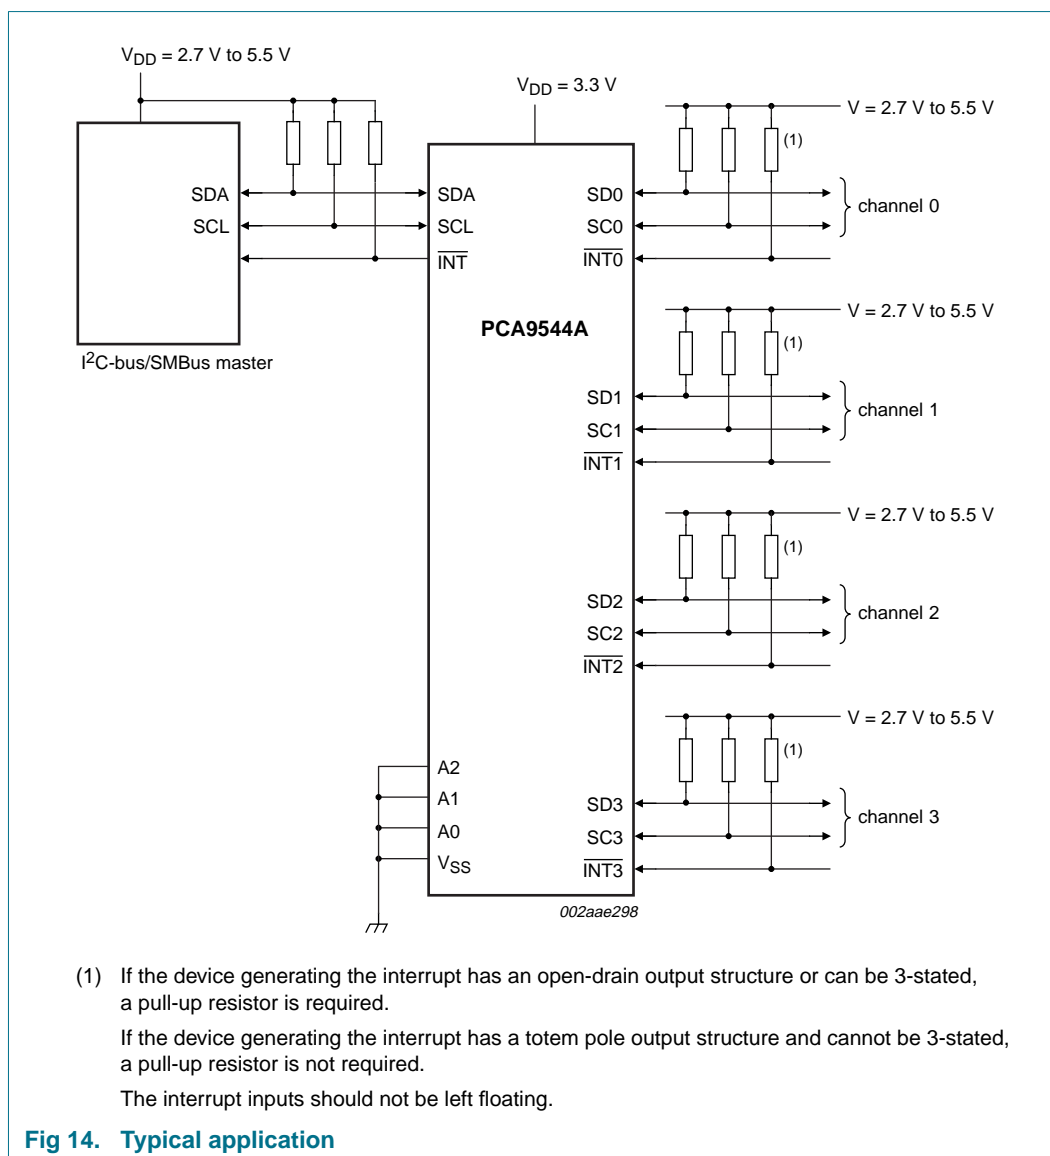 V_DD = 2.7 V to 5.5 V
V_DD = 3.3 V
V = 2.7 V to 5.5 V
(1)
SDA
SDA
SD0
channel 0
SCL
SCL
SC0
INT
INT0
PCA9544A
I²C-bus/SMBus master
V = 2.7 V to 5.5 V
(1)
SD1
channel 1
SC1
INT1
V = 2.7 V to 5.5 V
(1)
SD2
channel 2
SC2
INT2
V = 2.7 V to 5.5 V
(1)
A2
A1
SD3
channel 3
A0
SC3
V_SS
INT3
002aae298
(1) If the device generating the interrupt has an open-drain output structure or can be 3-stated,
a pull-up resistor is required.
If the device generating the interrupt has a totem pole output structure and cannot be 3-stated,
a pull-up resistor is not required.
The interrupt inputs should not be left floating.
Fig 14. Typical application